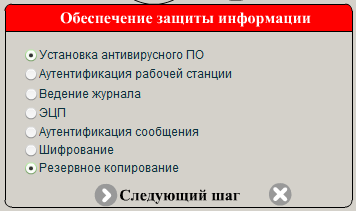 Обеспечение защиты информации
Установка антивирусного ПО
Аутентификация рабочей станции
Ведение журнала
ЭЦП
Аутентификация сообщения
Шифрование
Резервное копирование
Следующий шаг